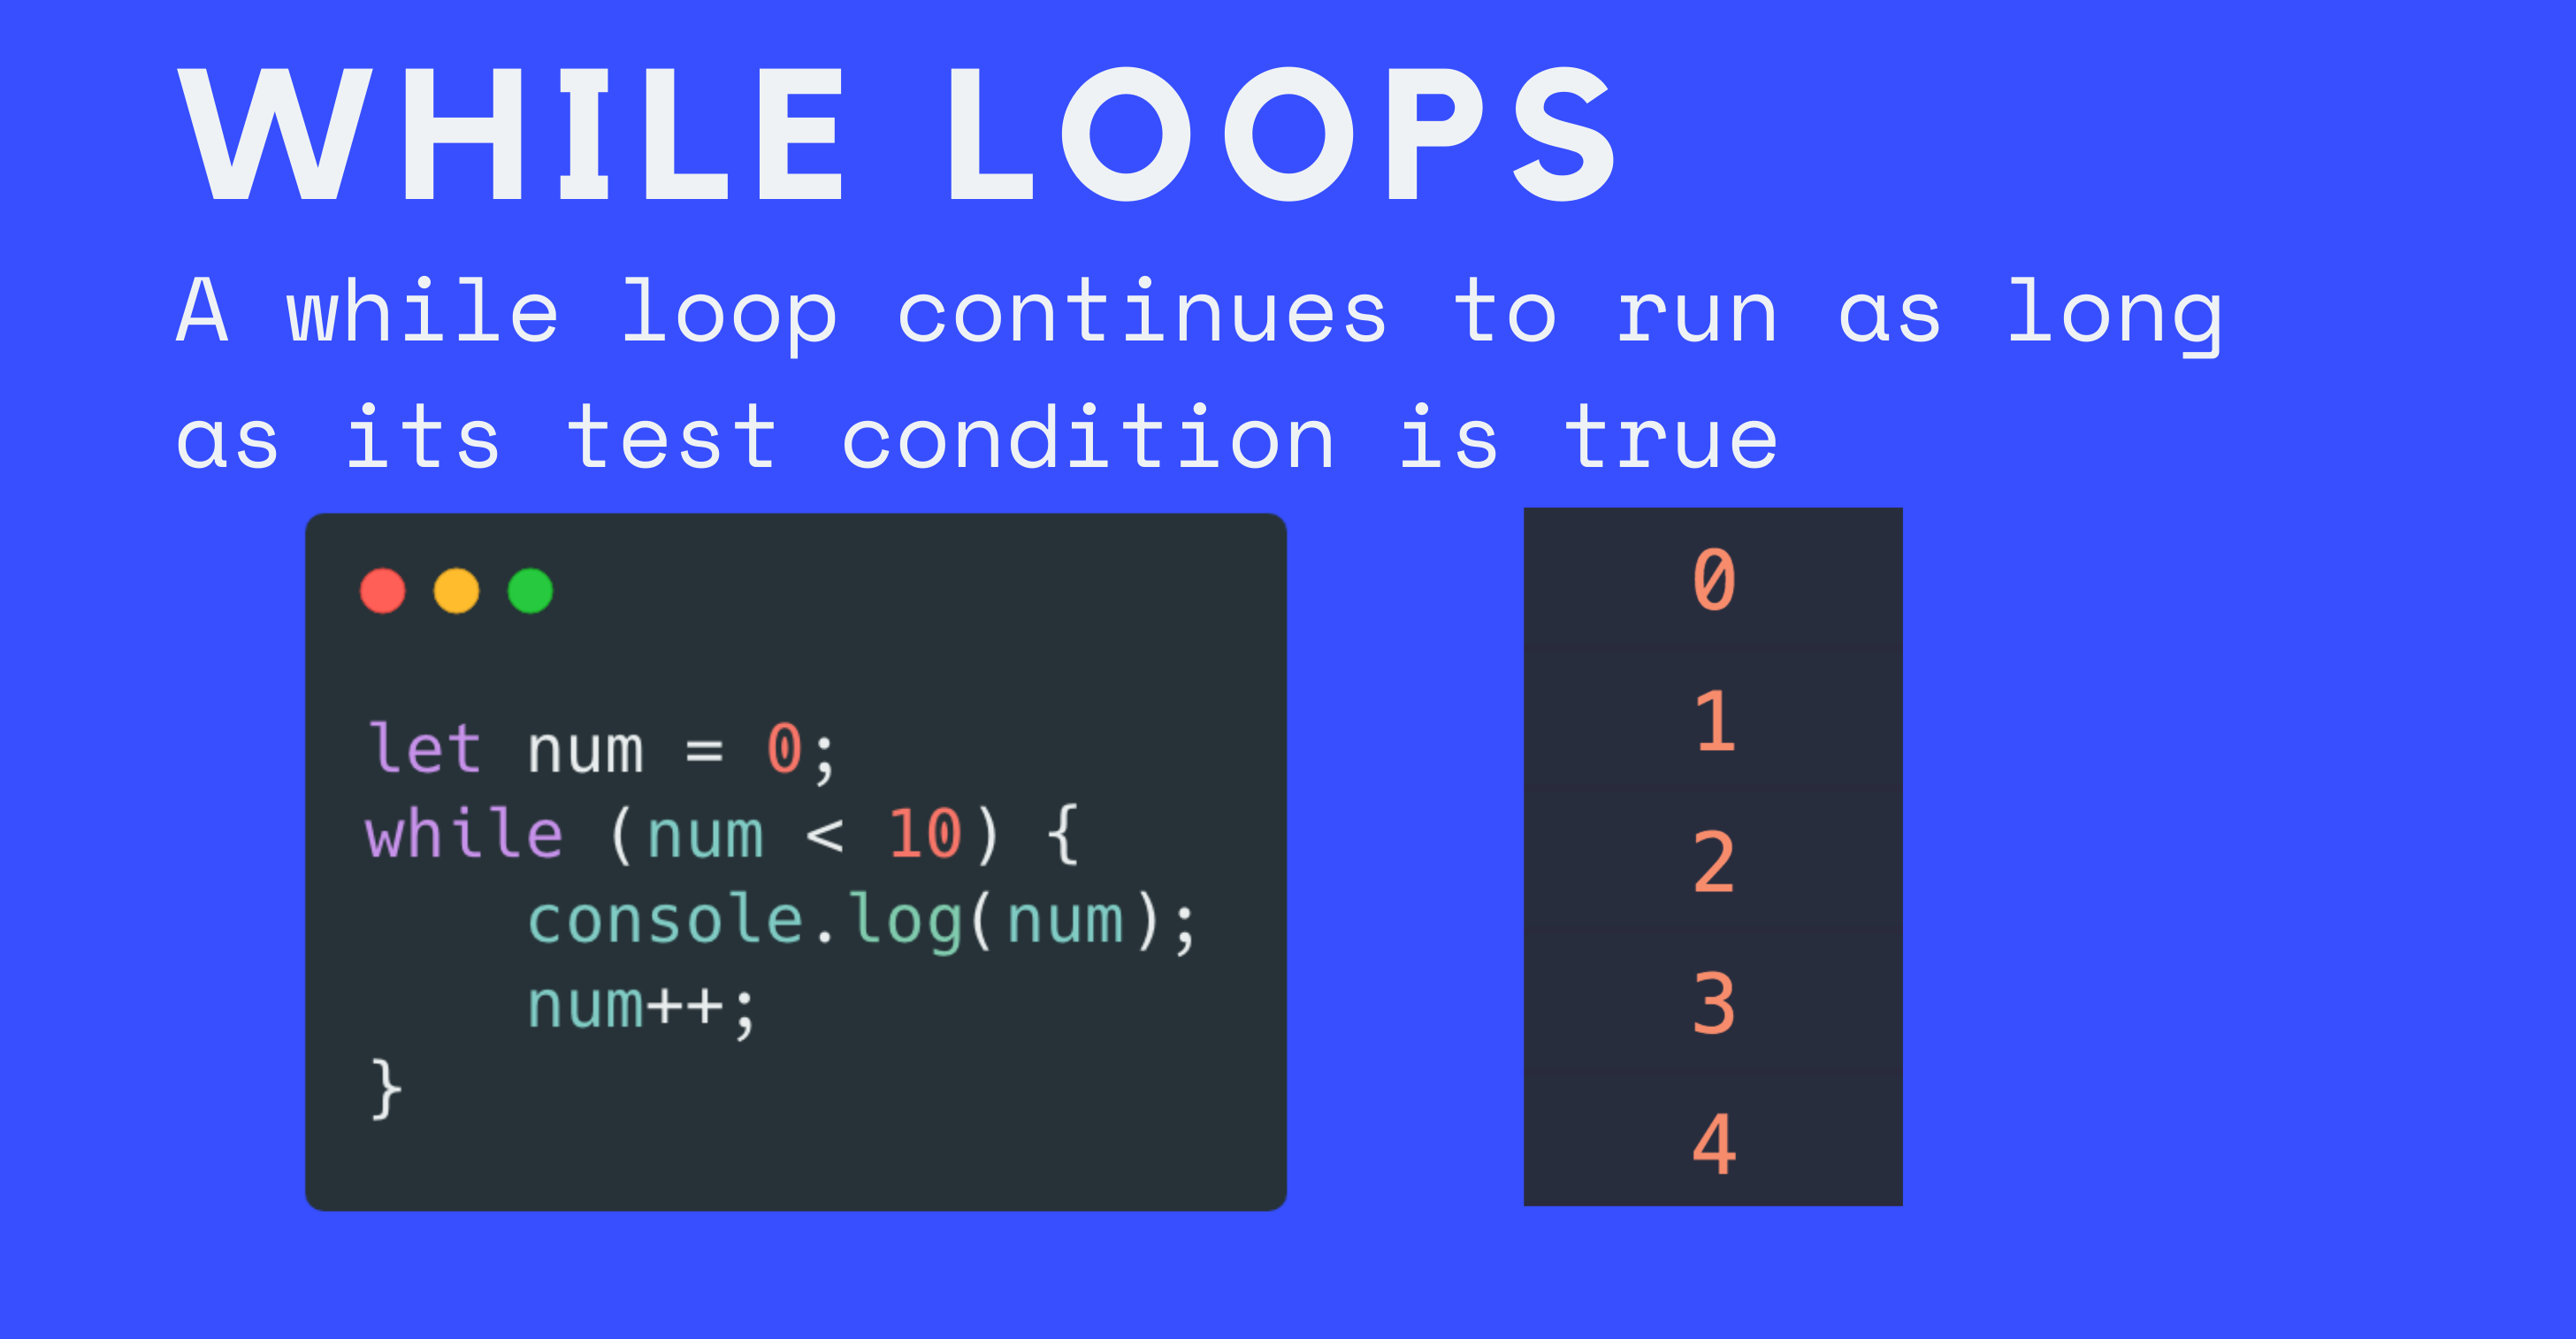 WHILE LOOPS
A while loop continues to run as long
as its test condition is true
let num = 0;
while (num < 10) {
    console.log(num);
    num++;
}
0
1
2
3
4